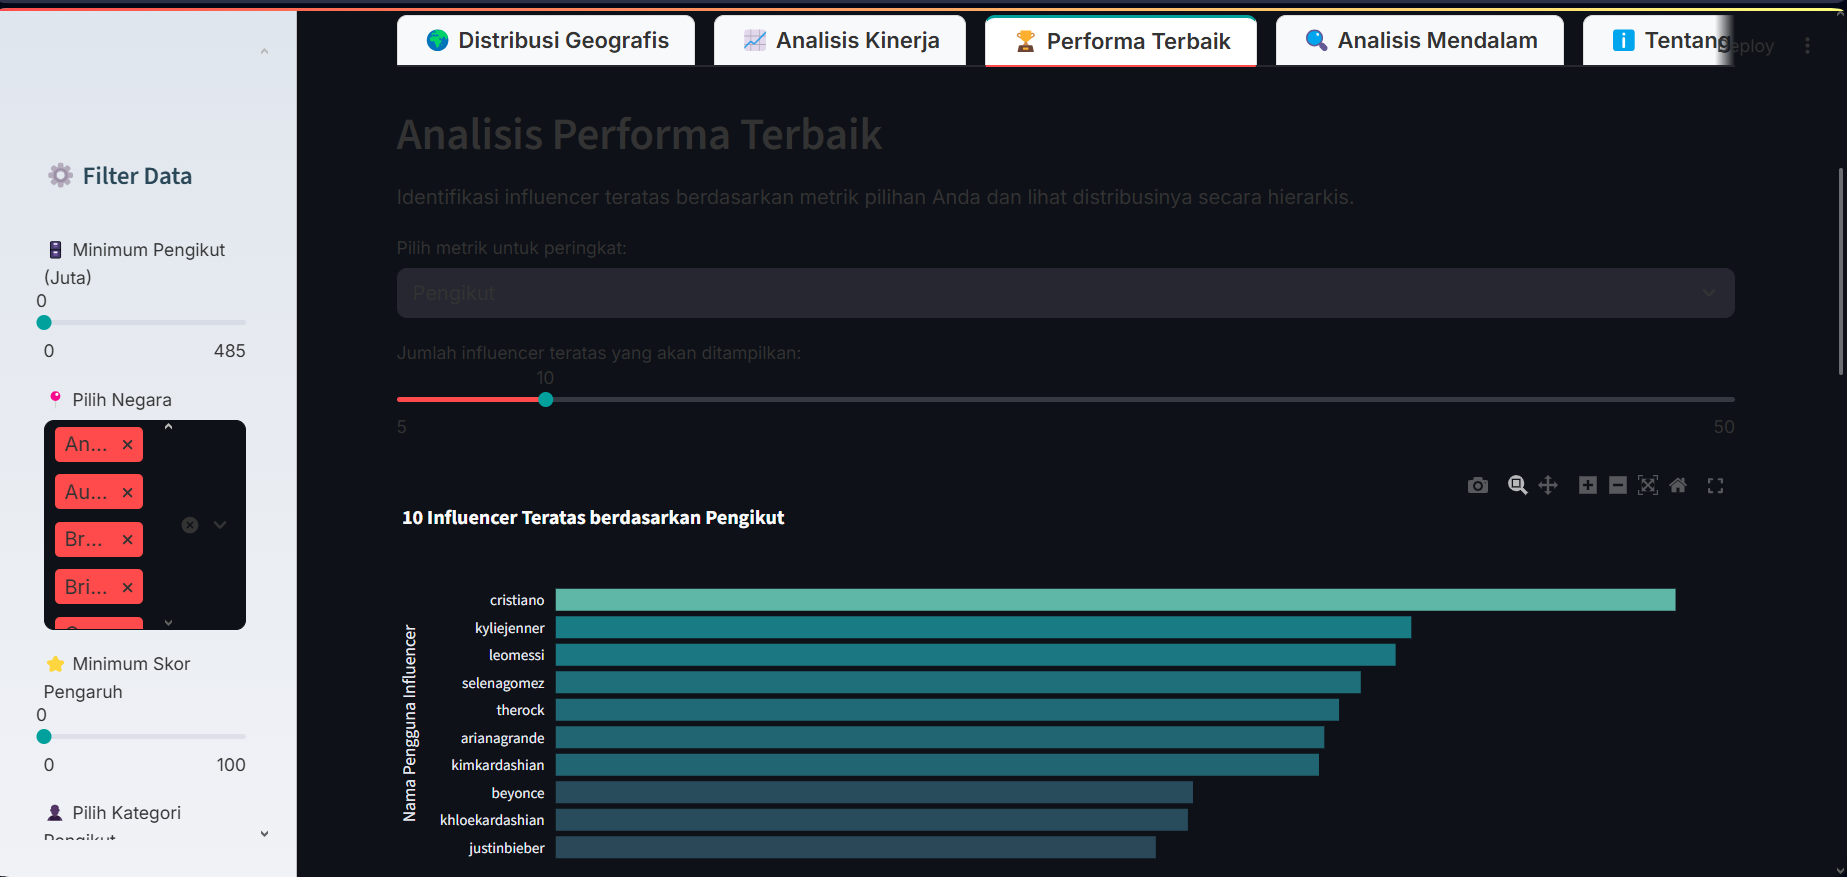 Distribusi Geografis
Analisis Kinerja
Performa Terbaik
Analisis Mendalam
Tentang
eploy
Filter Data
Minimum Pengikut
(Juta)
0
0 485
Pilih Negara
An...
Au...
Br...
Bri...
Minimum Skor
Pengaruh
0
0 100
Pilih Kategori
Pengikut
Analisis Performa Terbaik
Identifikasi influencer teratas berdasarkan metrik pilihan Anda dan lihat distribusinya secara hierarkis.
Pilih metrik untuk peringkat:
Pengikut
Jumlah influencer teratas yang akan ditampilkan:
10
5 50
10 Influencer Teratas berdasarkan Pengikut
Nama Pengguna Influencer
cristiano
kyliejenner
leomessi
selenagomez
therock
arianagrande
kimkardashian
beyonce
khloekardashian
justinbieber